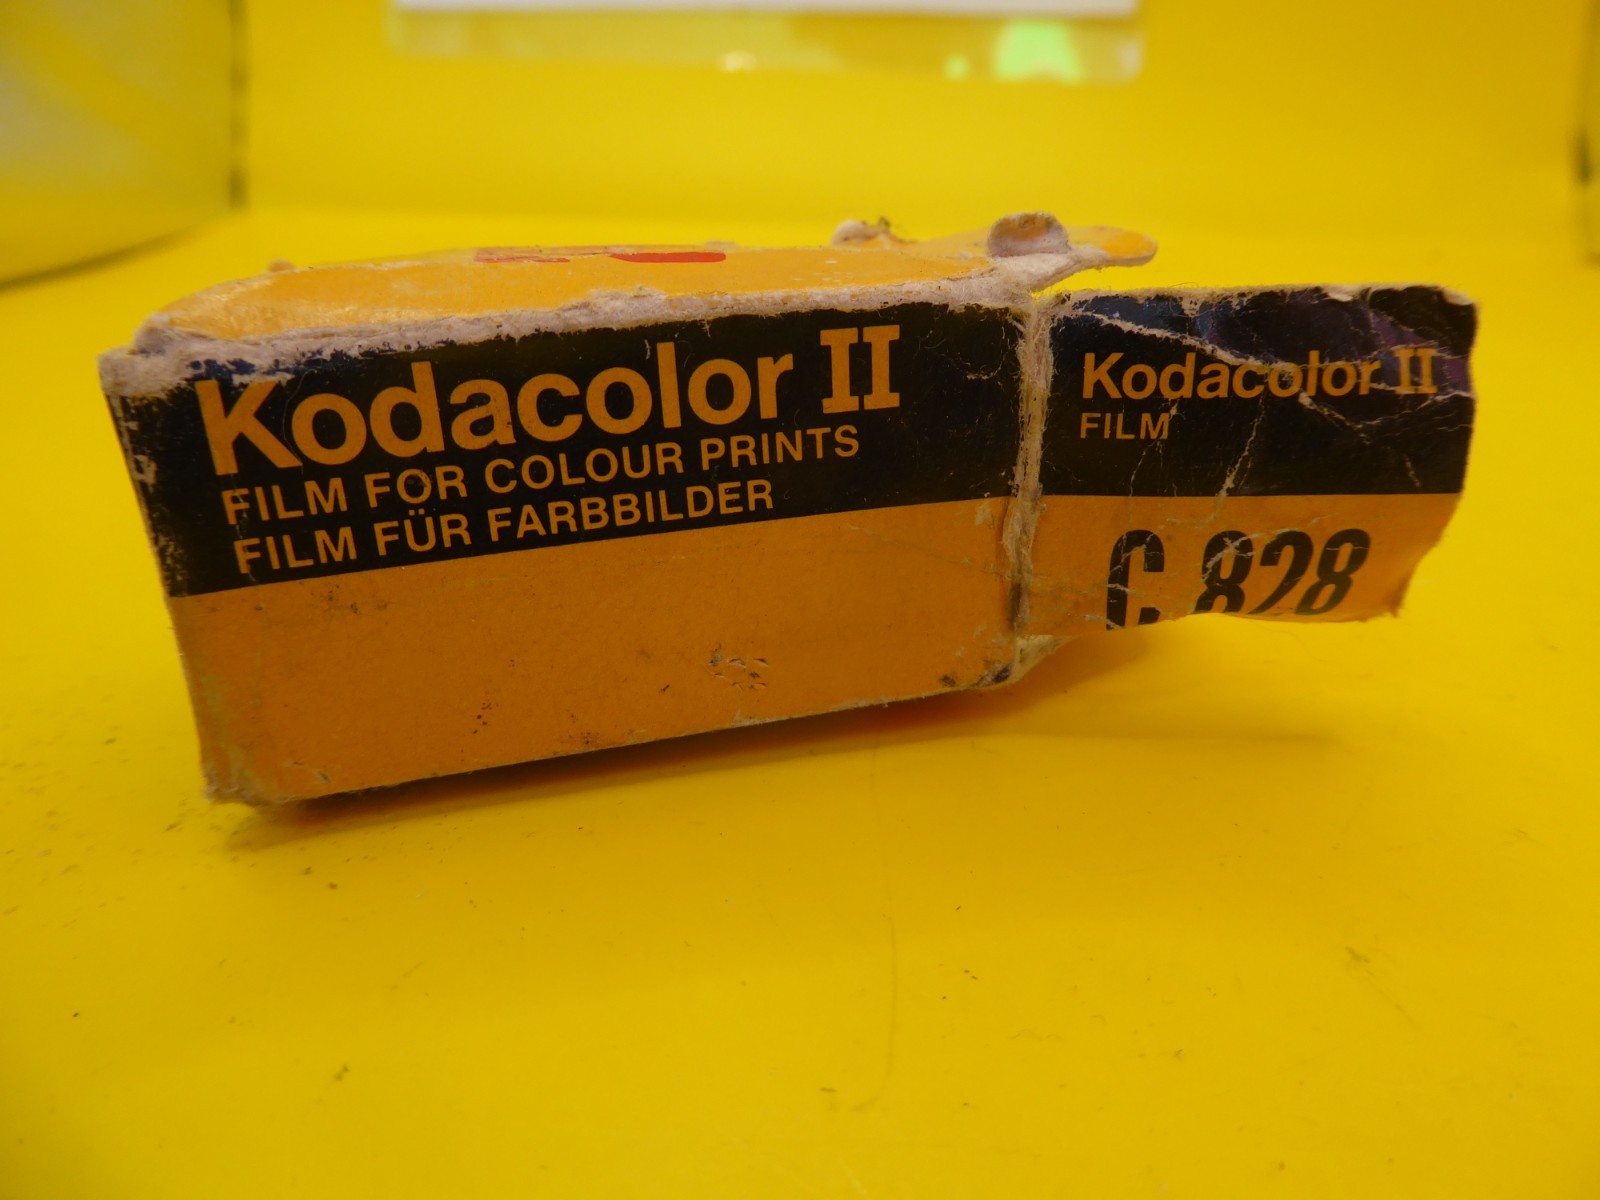 Kodacolor II
FILM FOR COLOUR PRINTS
FILM FÜR FARBBILDER
Kodacolor II
FILM
C 828